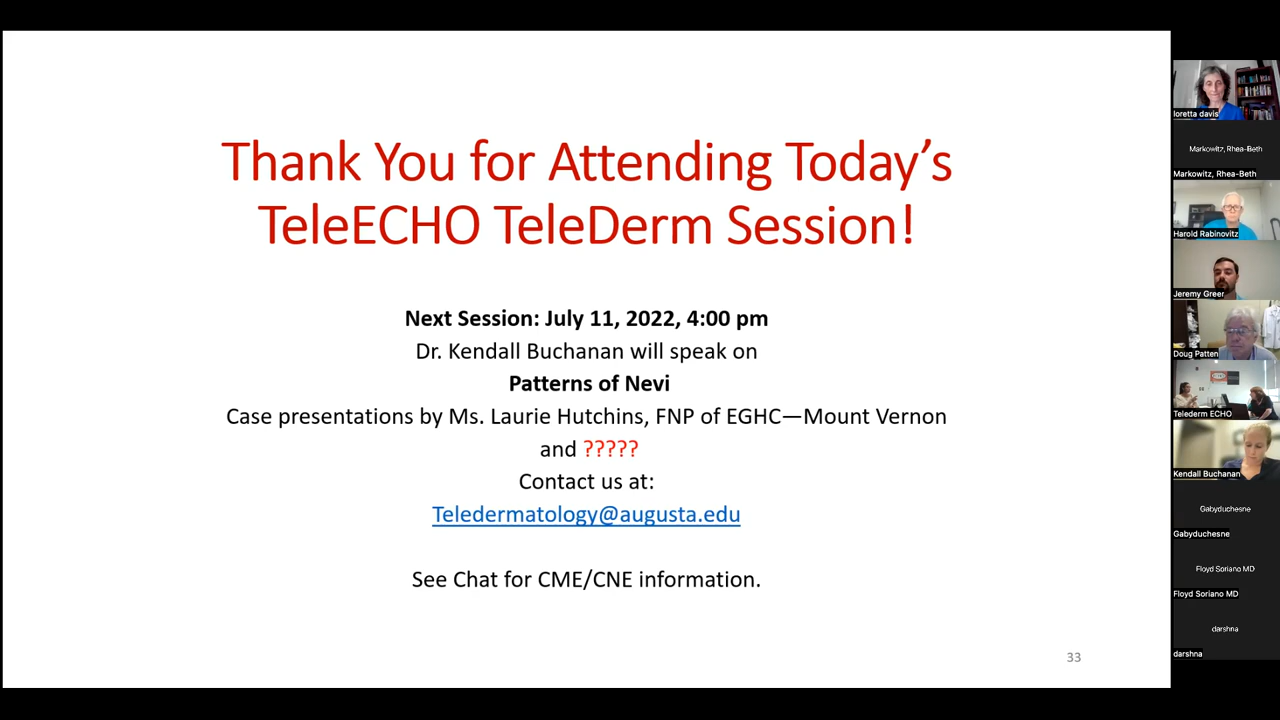 Thank You for Attending Today’s
TeleECHO TeleDerm Session!
Next Session: July 11, 2022, 4:00 pm
Dr. Kendall Buchanan will speak on
Patterns of Nevi
Case presentations by Ms. Laurie Hutchins, FNP of EGHC—Mount Vernon
and ?????
Contact us at:
Teledermatology@augusta.edu
See Chat for CME/CNE information.
33
loretta davis
Markowitz, Rhea-Beth
Markowitz, Rhea-Beth
Harold Rabinovitz
Jeremy Greer
Doug Patten
Telederm ECHO
Kendall Buchanan
Gabyduchesne
Gabyduchesne
Floyd Soriano MD
Floyd Soriano MD
darshna
darshna